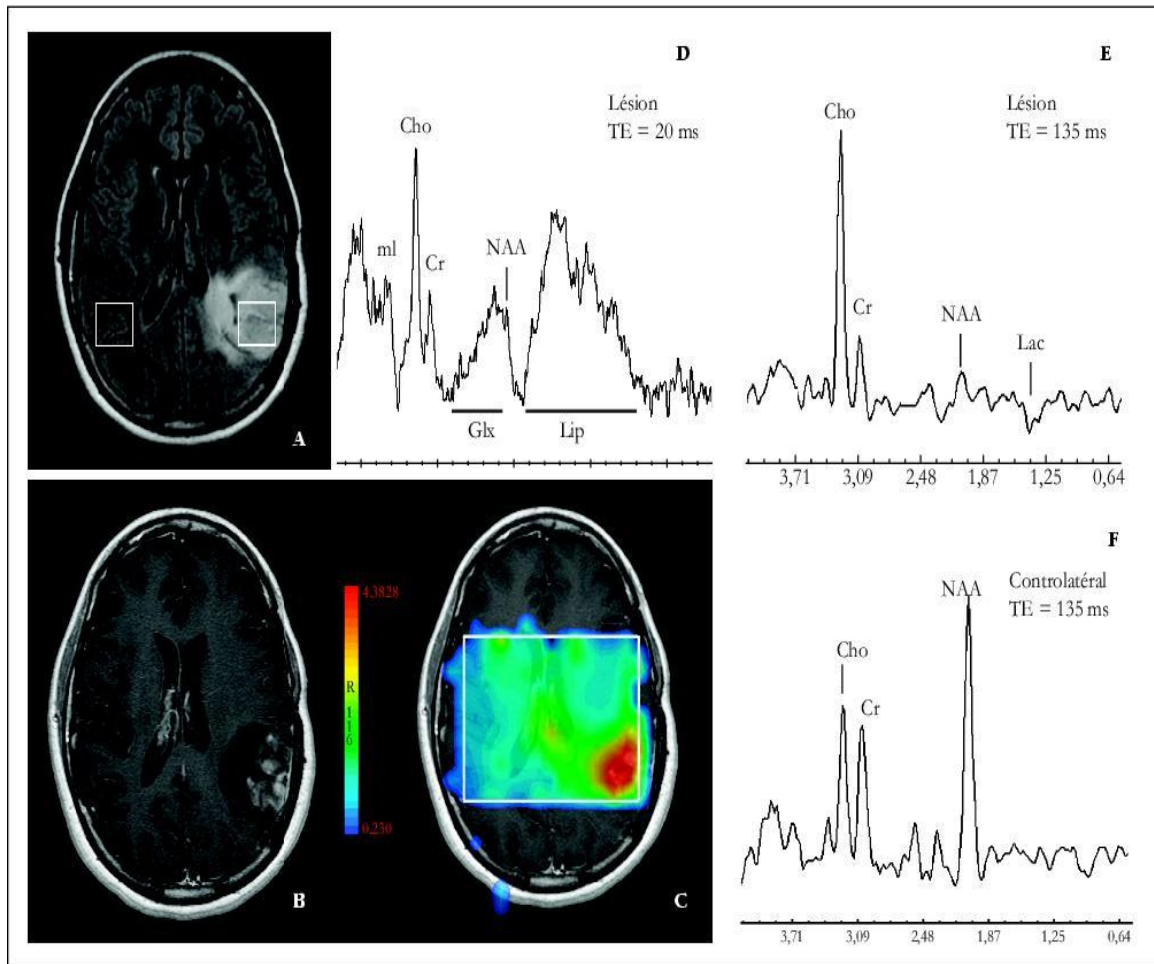 D
Lésion
TE = 20 ms
Cho
mI
Cr
NAA
Glx
Lip
E
Lésion
TE = 135 ms
Cho
Cr
NAA
Lac
3,71 3,09 2,48 1,87 1,25 0,64
A
4.3828
R
116
0.230
B
C
F
Controlatéral
TE = 135 ms
NAA
Cho
Cr
3,71 3,09 2,48 1,87 1,25 0,64